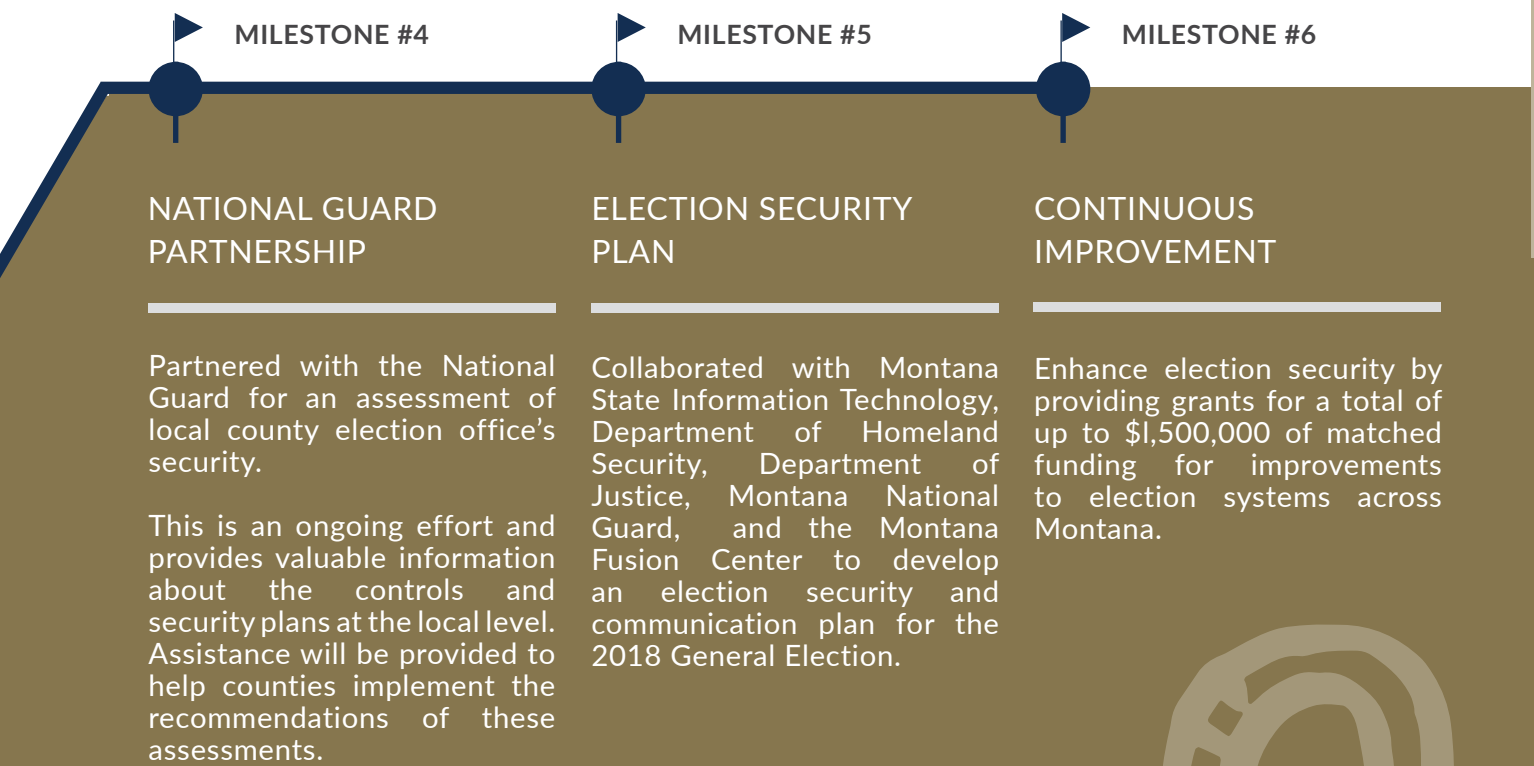 MILESTONE #4
MILESTONE #5
MILESTONE #6
NATIONAL GUARD
PARTNERSHIP
Partnered with the National
Guard for an assessment of
local county election office’s
security.
This is an ongoing effort and
provides valuable information
about the controls and
security plans at the local level.
Assistance will be provided to
help counties implement the
recommendations of these
assessments.
ELECTION SECURITY
PLAN
Collaborated with Montana
State Information Technology,
Department of Homeland
Security, Department of
Justice, Montana National
Guard, and the Montana
Fusion Center to develop
an election security and
communication plan for the
2018 General Election.
CONTINUOUS
IMPROVEMENT
Enhance election security by
providing grants for a total of
up to $l,500,000 of matched
funding for improvements
to election systems across
Montana.